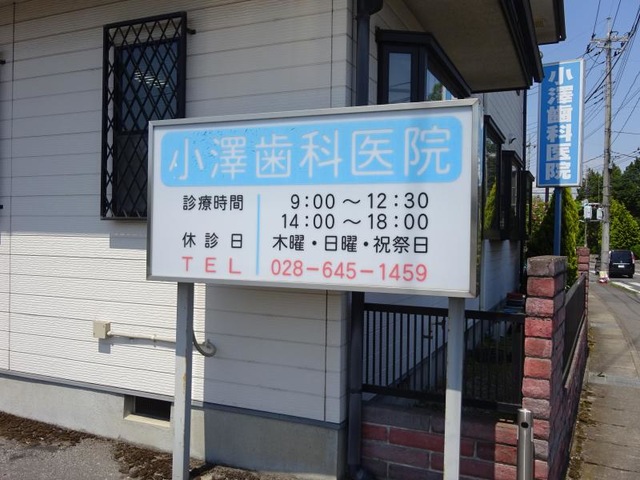 小澤歯科医院
診療時間 9:00～12:30
14:00～18:00
休診日 木曜・日曜・祝祭日
TEL 028-645-1459
小澤歯科医院